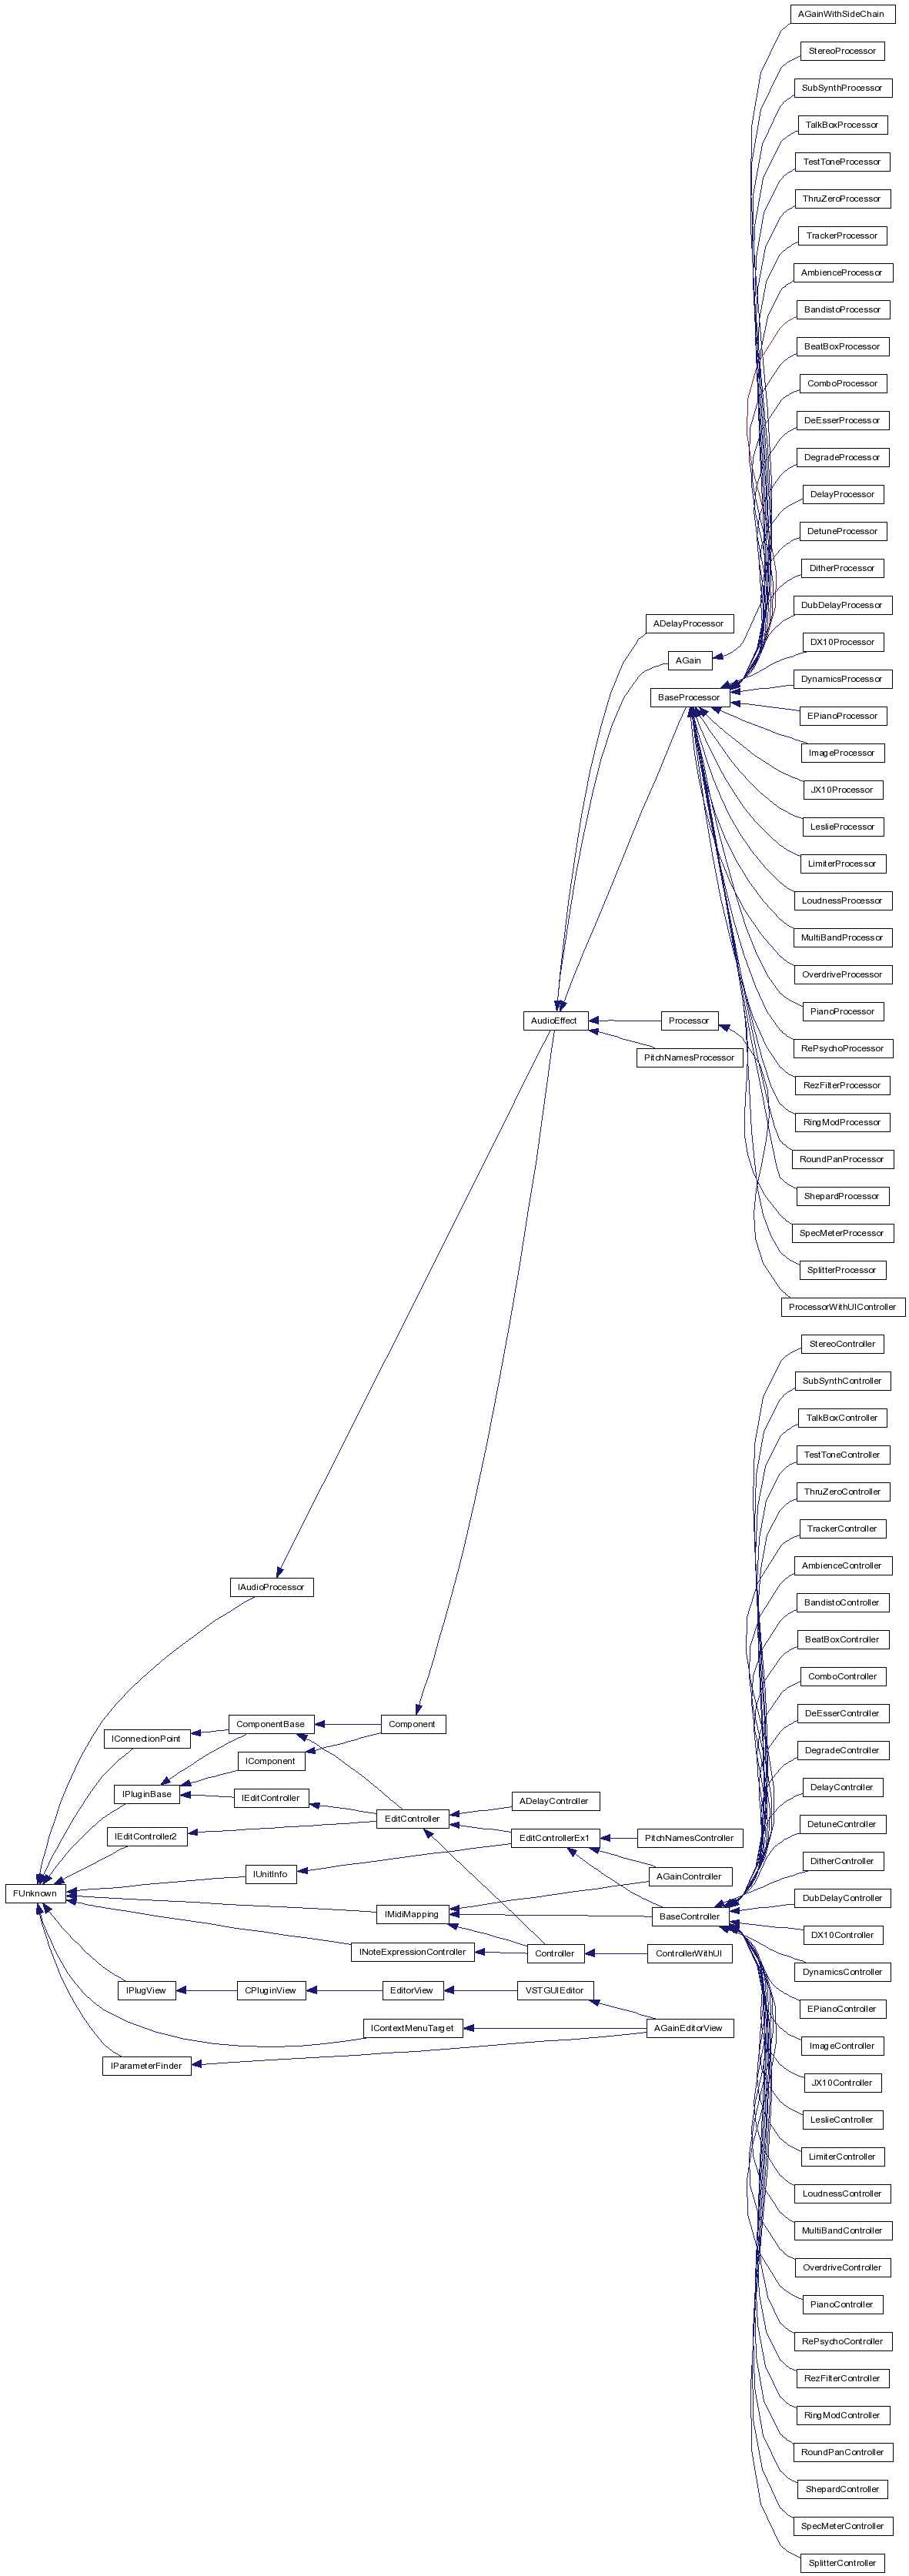 AGainWithSideChain
StereoProcessor
SubSynthProcessor
TalkBoxProcessor
TestToneProcessor
ThruZeroProcessor
TrackerProcessor
AmbienceProcessor
BandistoProcessor
BeatBoxProcessor
ComboProcessor
DeEsserProcessor
DegradeProcessor
DelayProcessor
DetuneProcessor
DitherProcessor
DubDelayProcessor
ADelayProcessor
DX10Processor
AGain
DynamicsProcessor
BaseProcessor
EPianoProcessor
ImageProcessor
JX10Processor
LeslieProcessor
LimiterProcessor
LoudnessProcessor
MultiBandProcessor
OverdriveProcessor
PianoProcessor
AudioEffect
Processor
RePsychoProcessor
PitchNamesProcessor
RezFilterProcessor
RingModProcessor
RoundPanProcessor
ShepardProcessor
SpecMeterProcessor
SplitterProcessor
ProcessorWithUIController
StereoController
SubSynthController
TalkBoxController
TestToneController
ThruZeroController
TrackerController
AmbienceController
IAudioProcessor
BandistoController
BeatBoxController
ComboController
DeEsserController
ComponentBase
Component
IConnectionPoint
DegradeController
IComponent
DelayController
IPluginBase
IEditController
ADelayController
EditController
DetuneController
IEditController2
EditControllerEx1
PitchNamesController
DitherController
IUnitInfo
AGainController
FUnknown
DubDelayController
IMidiMapping
BaseController
DX10Controller
INoteExpressionController
Controller
ControllerWithUI
DynamicsController
IPlugView
CPluginView
EditorView
VSTGUIEditor
EPianoController
IContextMenuTarget
AGainEditorView
ImageController
IParameterFinder
JX10Controller
LeslieController
LimiterController
LoudnessController
MultiBandController
OverdriveController
PianoController
RePsychoController
RezFilterController
RingModController
RoundPanController
ShepardController
SpecMeterController
SplitterController